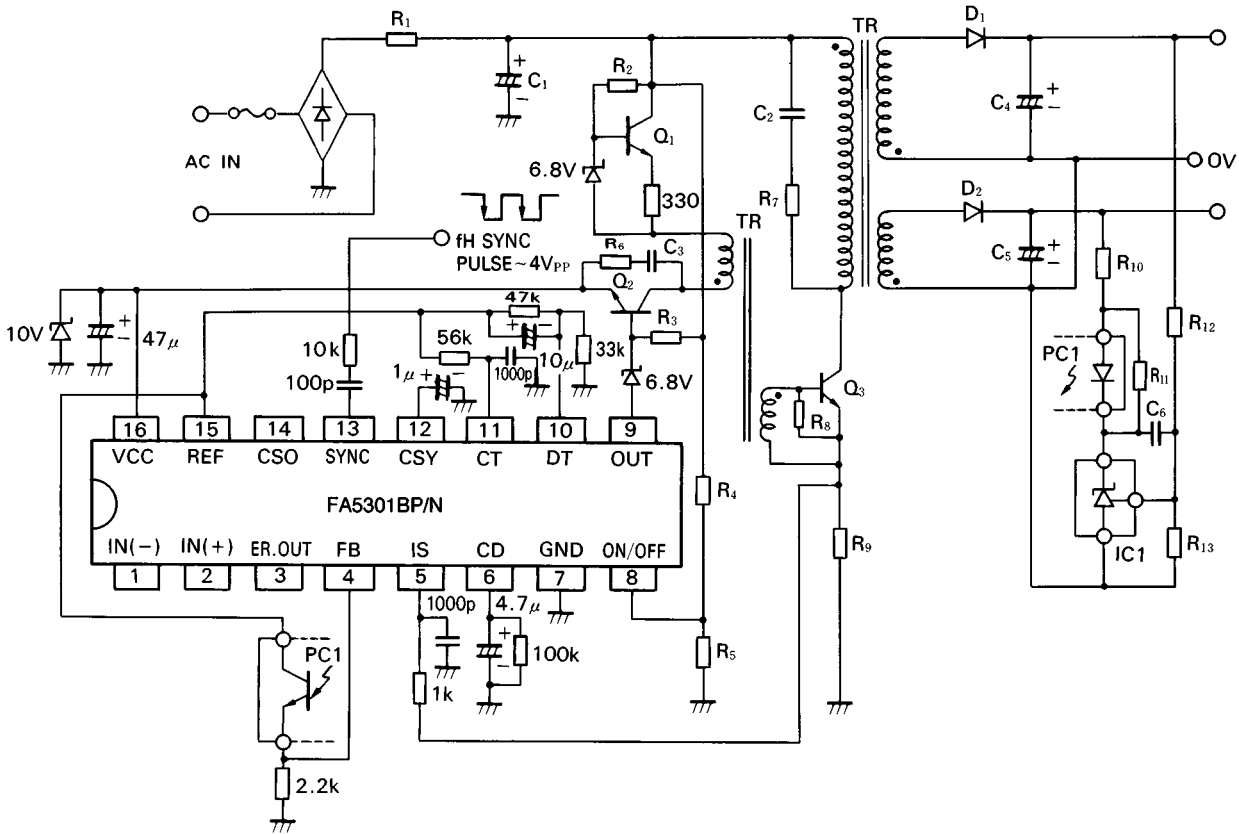 R₁
TR
D₁
+
C₁
−
R₂
C₂
C₄
+
−
Q₁
AC IN
6.8V
0V
330
R₇
D₂
TR
fH SYNC
PULSE~4VPP
R₆
C₃
C₅
+
−
R₁₀
Q₂
10V
+
−
47μ
47k
R₃
R₁₂
10k
56k
+
−
10μ
33k
PC1
100p
1μ
+
−
1000p
6.8V
Q₃
R₁₁
R₈
C₆
16
15
14
13
12
11
10
9
VCC
REF
CSO
SYNC
CSY
CT
DT
OUT
FA5301BP/N
R₄
IN(−)
IN(+)
ER.OUT
FB
IS
CD
GND
ON/OFF
R₉
IC1
R₁₃
1
2
3
4
5
6
7
8
1000p
4.7μ
PC1
+
−
100k
R₅
1k
2.2k